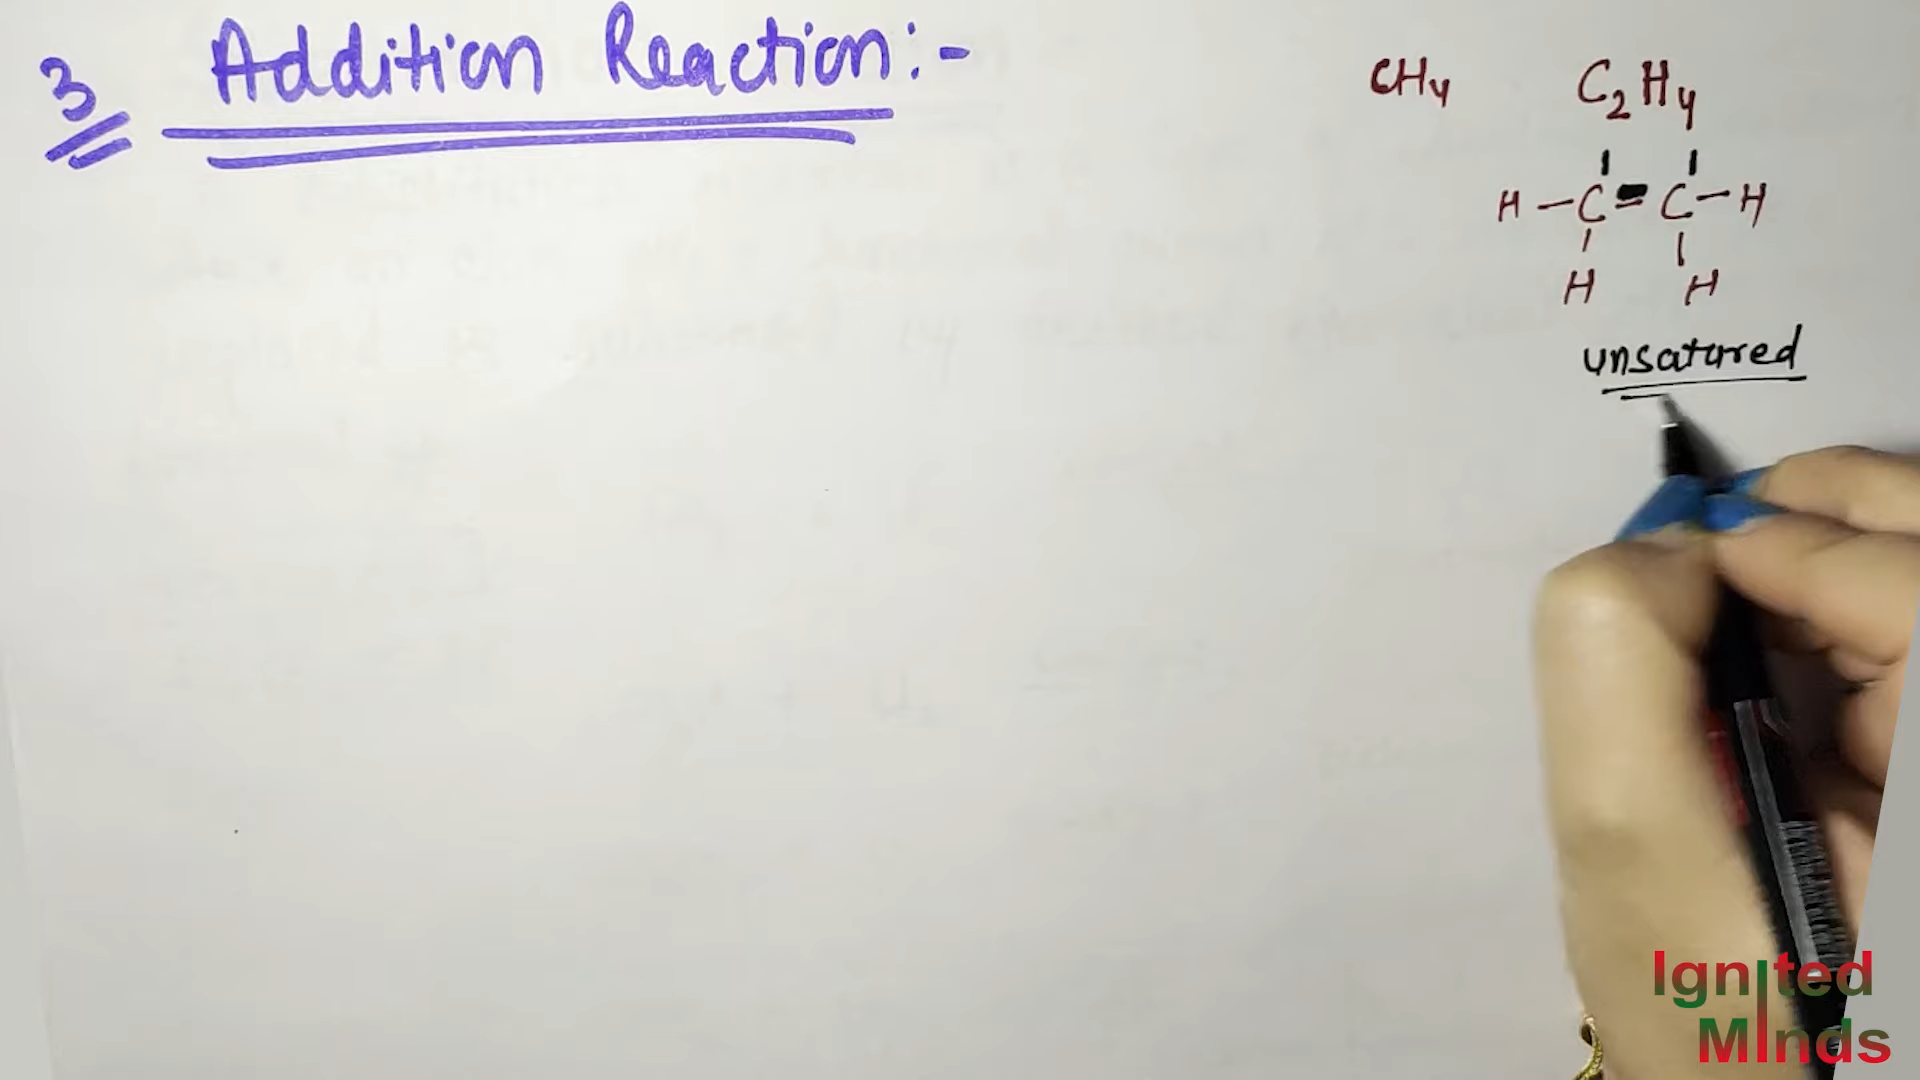 3 Addition Reaction:-
CH4 C2H4
H-C=C-H
H H
unsatured
Ignited
Minds